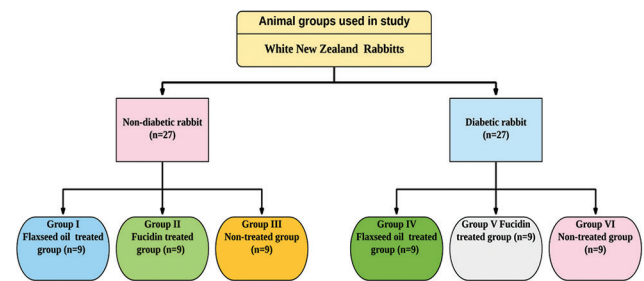 Animal groups used in study
White New Zealand Rabbitts
Non-diabetic rabbit
(n=27)
Diabetic rabbit
(n=27)
Group I
Flaxseed oil treated
group (n=9)
Group II
Fucidin treated
group (n=9)
Group III
Non-treated group
(n=9)
Group IV
Flaxseed oil treated
group (n=9)
Group V Fucidin
treated group (n=9)
Group VI
Non-treated group
(n=9)